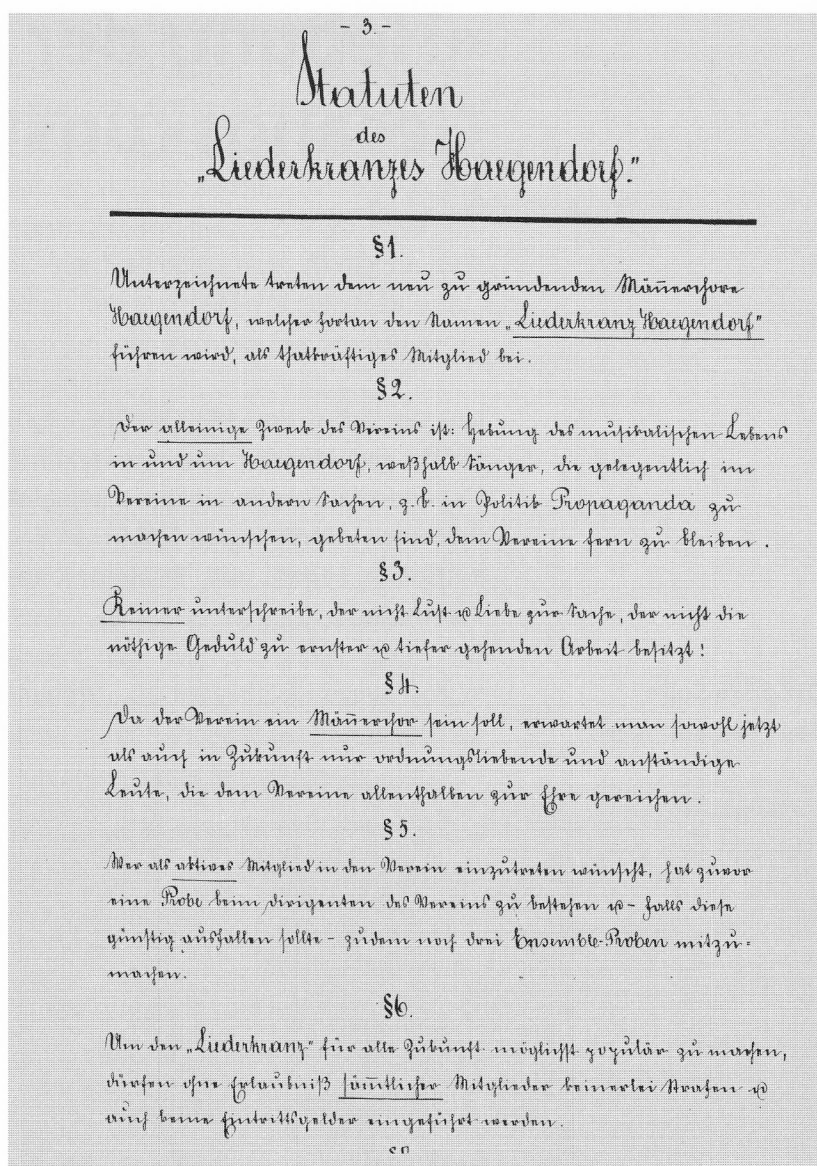 - 3. -
Statuten
des
„Liederkranzes Haegendorf."
§1.
Unterzeichnete treten dem neu zu gründenden Män̄erchore
Haegendorf, welcher fortan den Namen „Liederkranz Haegendorf"
führen wird, als thatkräftiges Mitglied bei.
§2.
Der alleinige Zweck des Vereins ist: Hebung des musikalischen Lebens
in und um Haegendorf, weßhalb Sänger, die gelegentlich im
Vereine in andern Sachen, z. B. in Politik Propaganda zu
machen wünschen, gebeten sind, dem Vereine fern zu bleiben.
§3.
Keiner unterschreibe, der nicht Lust u Liebe zur Sache, der nicht die
nöthige Geduld zu ernster u tiefer gehenden Arbeit besitzt!
§4.
Da der Verein ein Män̄erchor sein soll, erwartet man sowohl jetzt
als auch in Zukunft nur ordnungsliebende und anständige
Leute, die dem Vereine allenthalben zur Ehre gereichen.
§5.
Wer als aktives Mitglied in den Verein einzutreten wünscht, hat zuvor
eine Probe beim Dirigenten des Vereins zu bestehen u - falls diese
günstig ausfallen sollte - zudem noch drei Ensemble-Proben mitzu=
machen.
§6.
Um den „Liederkranz" für alle Zukunft möglichst populär zu machen,
dürfen ohne Erlaubniß säm̄tlicher Mitglieder keinerlei Strafen u
auch keine Eintrittsgelder eingeführt werden.